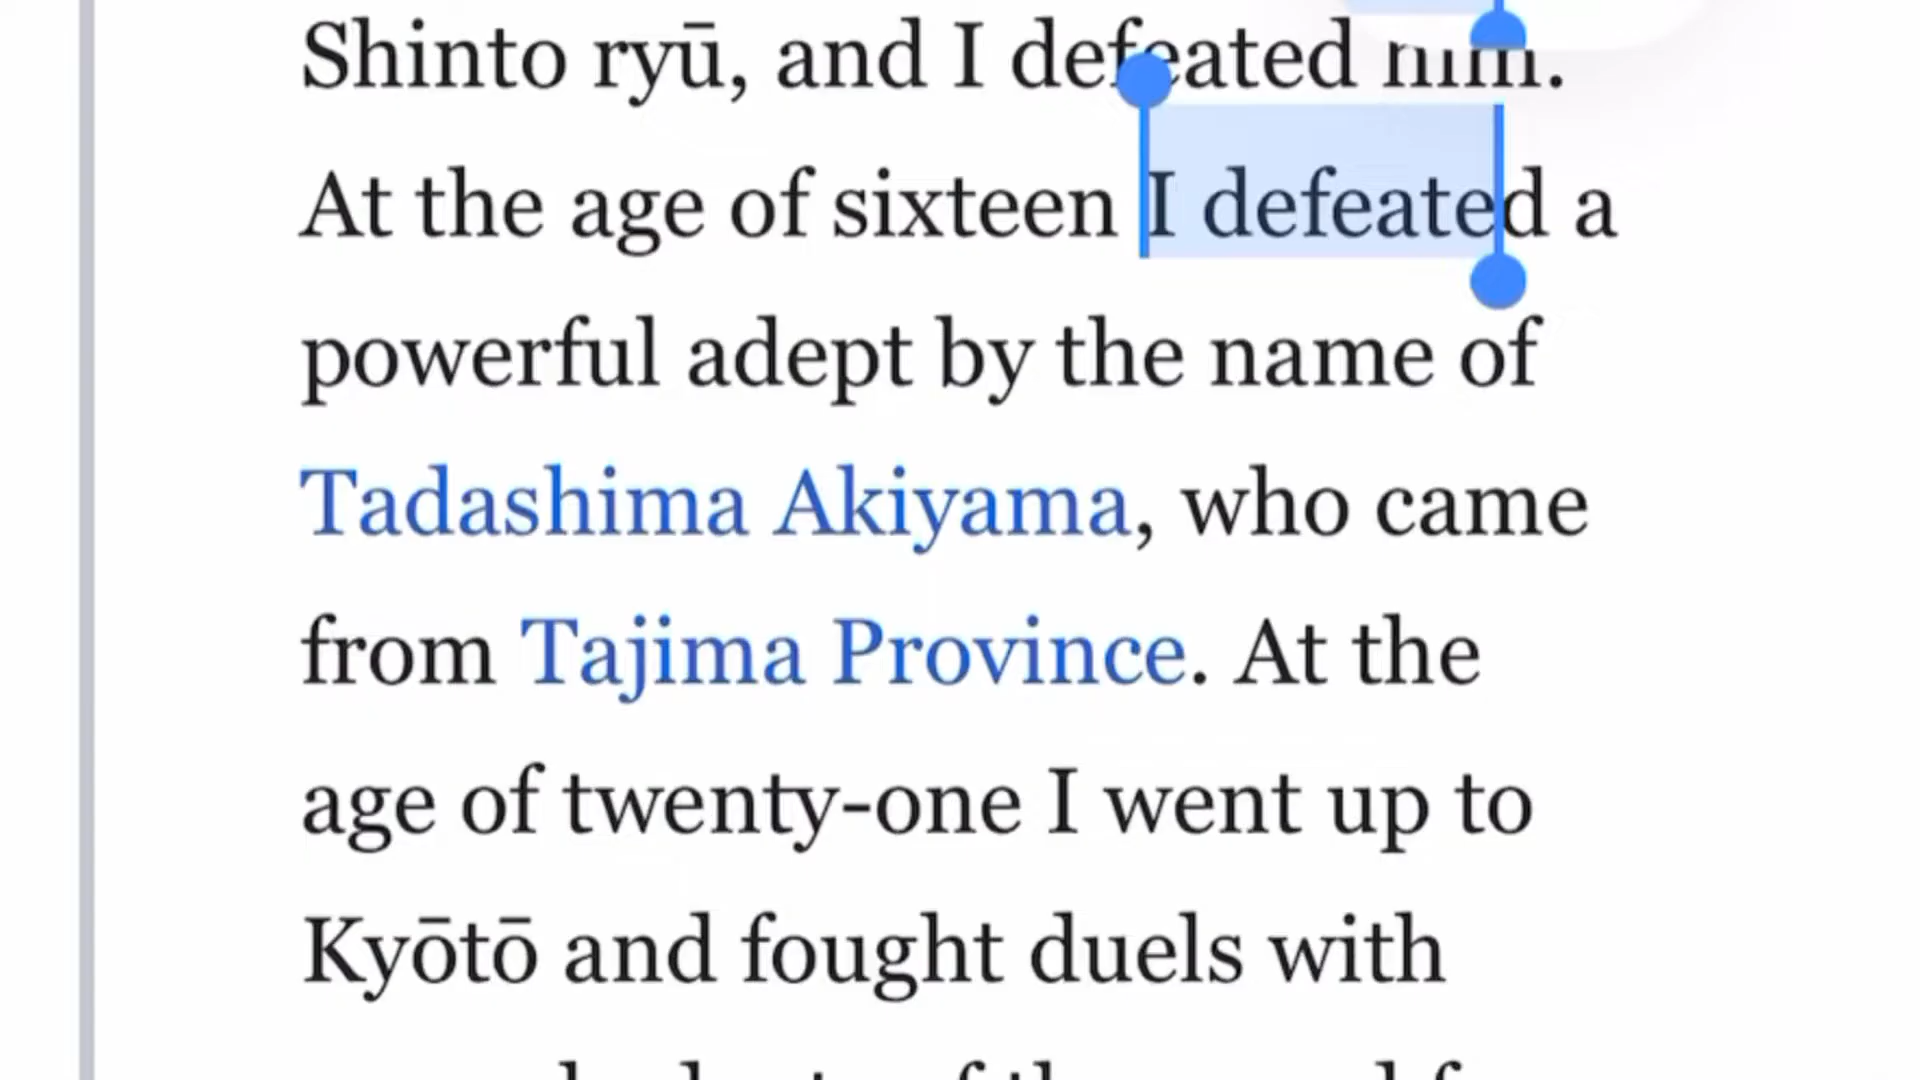 Shinto ryū, and I defeated him.
At the age of sixteen I defeated a
powerful adept by the name of
Tadashima Akiyama, who came
from Tajima Province. At the
age of twenty-one I went up to
Kyōtō and fought duels with